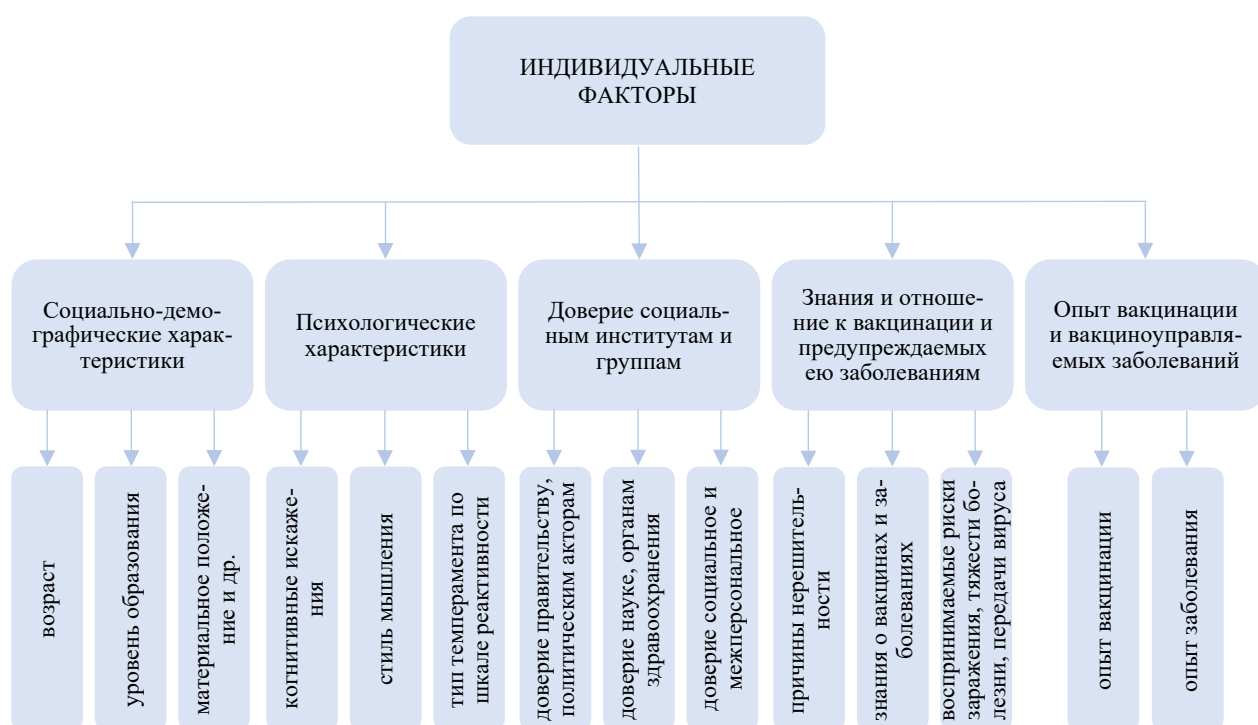 ИНДИВИДУАЛЬНЫЕ
ФАКТОРЫ
Социально-демо-
графические харак-
теристики
Психологические
характеристики
Доверие социаль-
ным институтам и
группам
Знания и отноше-
ние к вакцинации и
предупреждаемых
ею заболеваниям
Опыт вакцинации
и вакциноуправля-
емых заболеваний
возраст
уровень образования
материальное положе-
ние и др.
когнитивные искаже-
ния
стиль мышления
тип темперамента по
шкале реактивности
доверие правительству,
политическим акторам
доверие науке, органам
здравоохранения
доверие социальное и
межперсональное
причины нерешитель-
ности
знания о вакцинах и за-
болеваниях
воспринимаемые риски
заражения, тяжести бо-
лезни, передачи вируса
опыт вакцинации
опыт заболевания